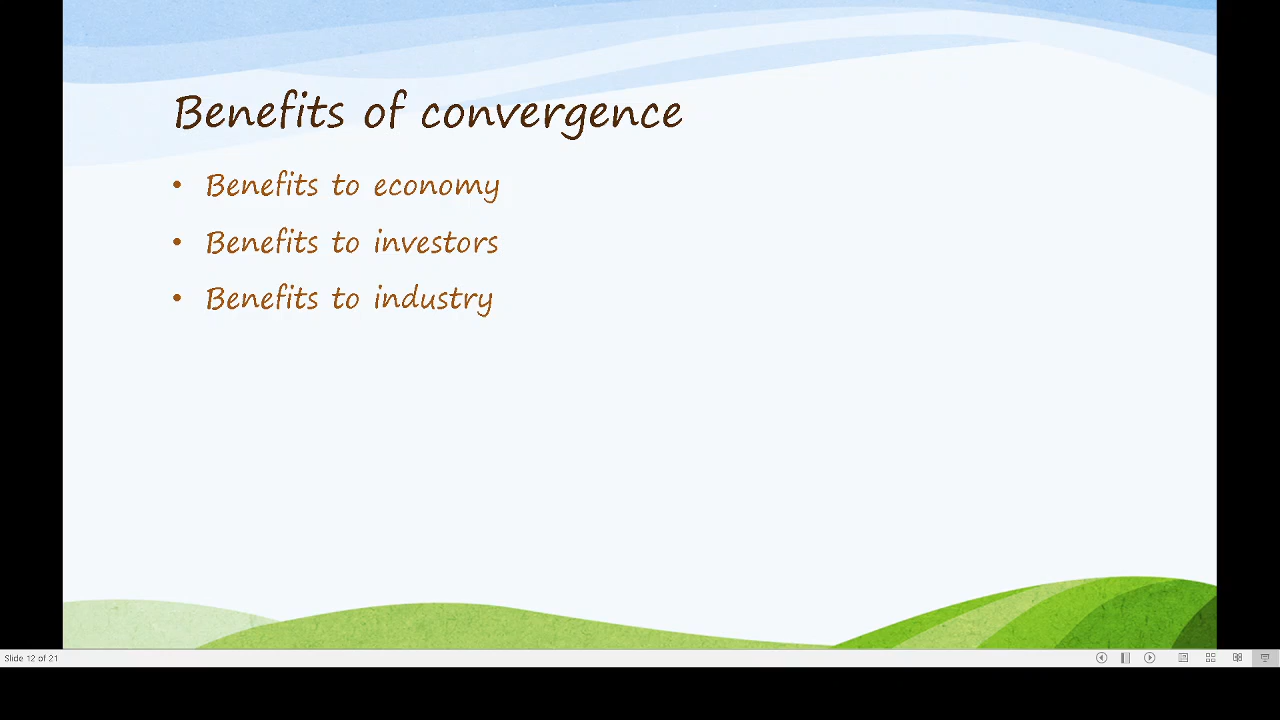 Benefits of convergence
• Benefits to economy
• Benefits to investors
• Benefits to industry
Slide 12 of 21